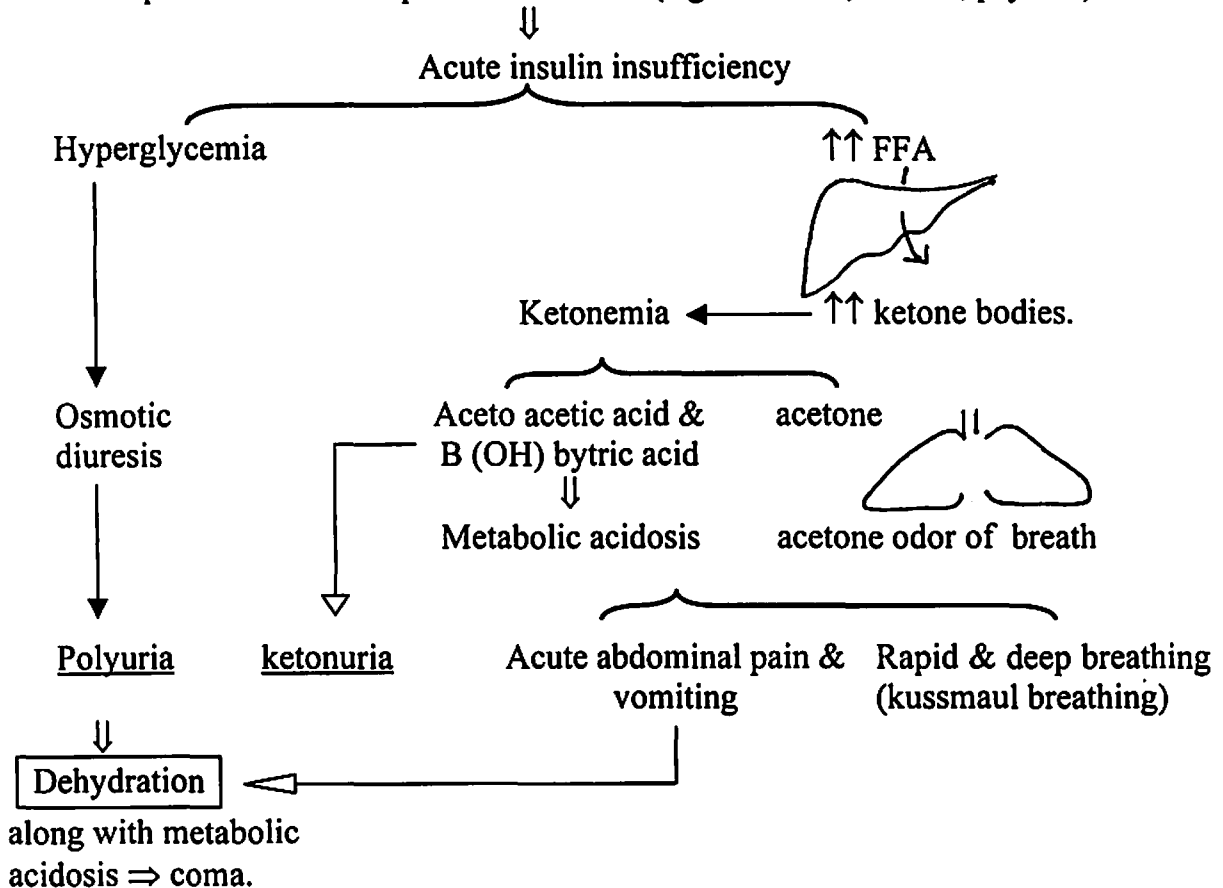 Acute insulin insufficiency
Hyperglycemia
↑↑ FFA
Ketonemia
↑↑ ketone bodies.
Osmotic
diuresis
Aceto acetic acid &
B (OH) bytric acid
acetone
Metabolic acidosis
acetone odor of breath
Polyuria
ketonuria
Acute abdominal pain &
vomiting
Rapid & deep breathing
(kussmaul breathing)
Dehydration
along with metabolic
acidosis ⇒ coma.